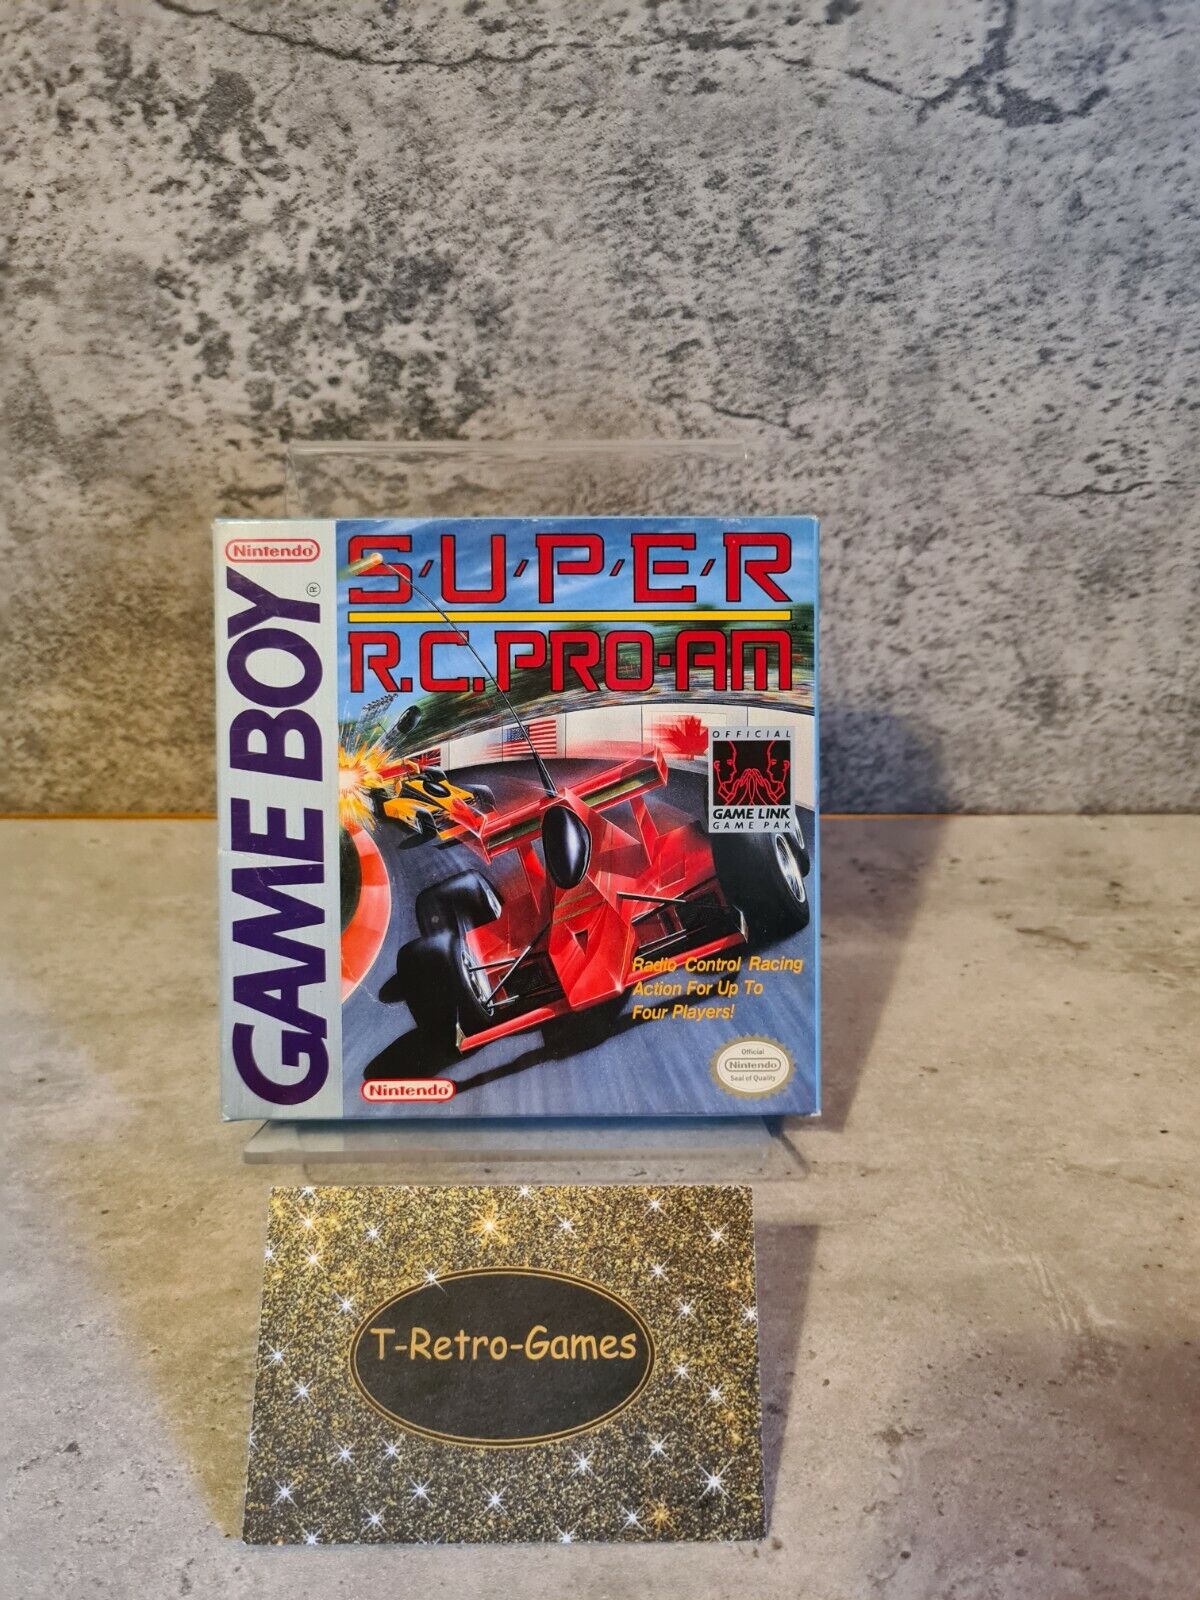 Nintendo®
GAME BOY®
S·U·P·E·R
R.C. PRO-AM
OFFICIAL
GAME LINK
GAME PAK
Radio Control Racing
Action For Up To
Four Players!
Official
Nintendo
Seal of Quality
Nintendo®
T-Retro-Games